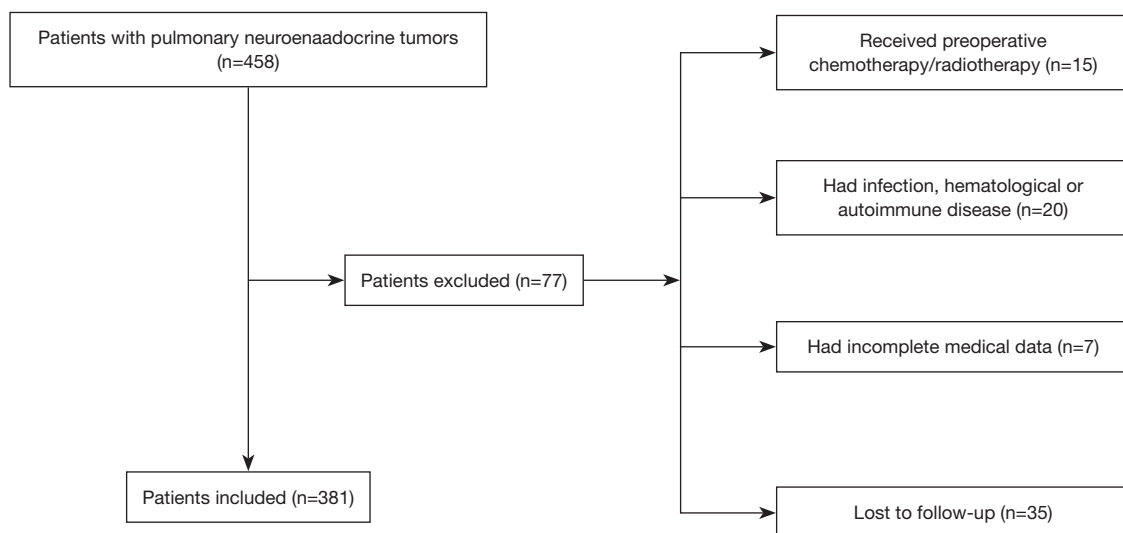 Patients with pulmonary neuroenaadocrine tumors
(n=458)
Received preoperative
chemotherapy/radiotherapy (n=15)
Had infection, hematological or
autoimmune disease (n=20)
Patients excluded (n=77)
Had incomplete medical data (n=7)
Patients included (n=381)
Lost to follow-up (n=35)